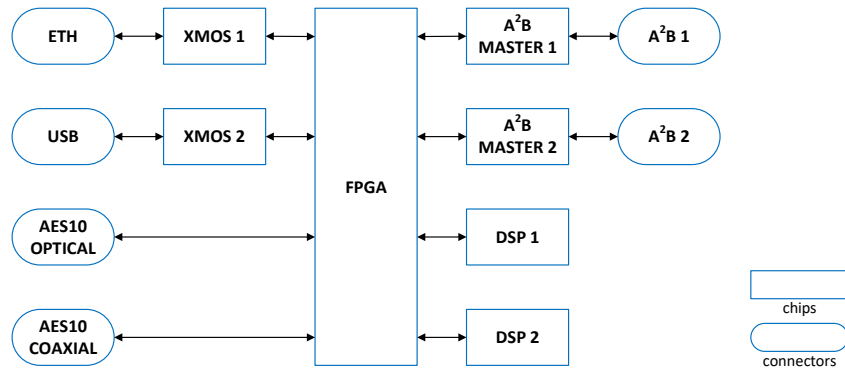 ETH
XMOS 1
A²B
MASTER 1
A²B 1
USB
XMOS 2
A²B
MASTER 2
A²B 2
FPGA
AES10
OPTICAL
DSP 1
AES10
COAXIAL
DSP 2
chips
connectors